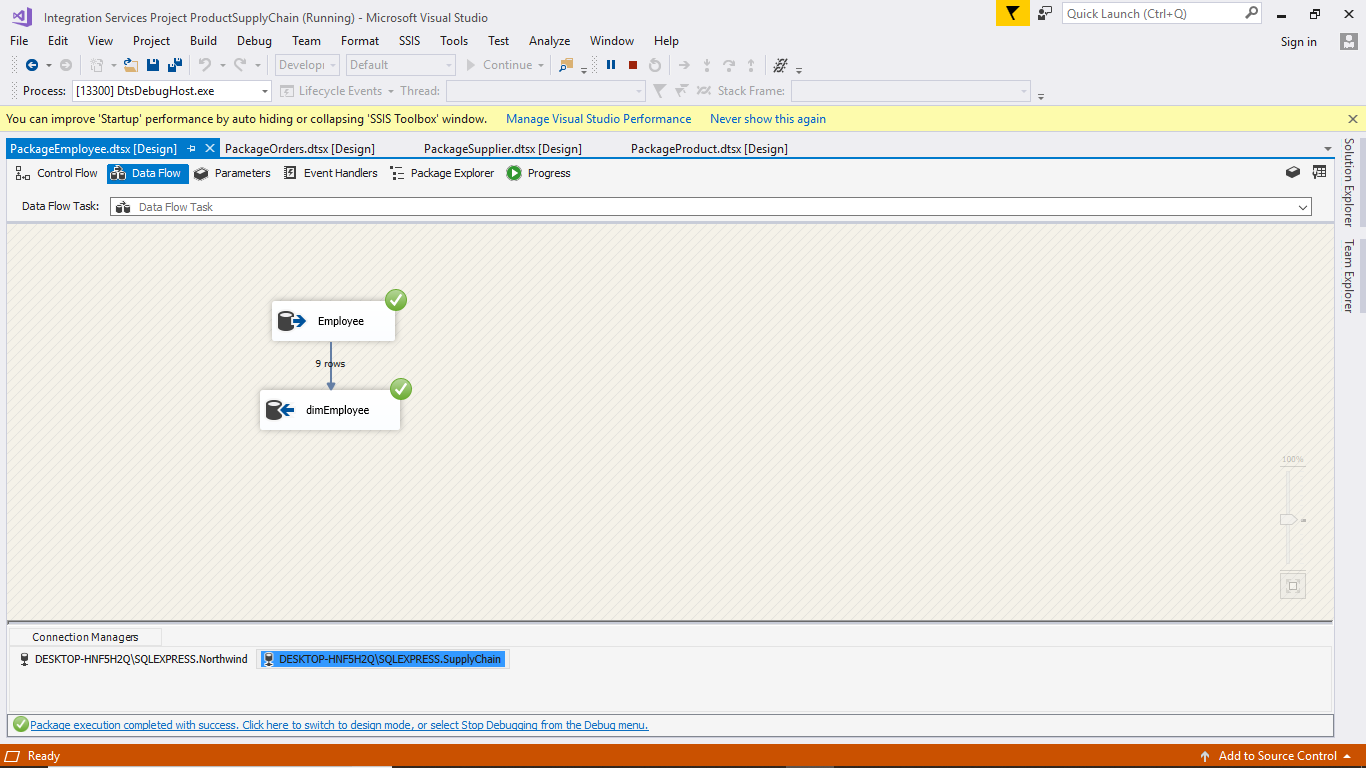 Integration Services Project ProductSupplyChain (Running) - Microsoft Visual Studio
Quick Launch (Ctrl+Q)
File Edit View Project Build Debug Team Format SSIS Tools Test Analyze Window Help
Sign in
Develop Default Continue
Process: [13300] DtsDebugHost.exe Lifecycle Events Thread: Stack Frame:
You can improve 'Startup' performance by auto hiding or collapsing 'SSIS Toolbox' window. Manage Visual Studio Performance Never show this again
PackageEmployee.dtsx [Design] PackageOrders.dtsx [Design] PackageSupplier.dtsx [Design] PackageProduct.dtsx [Design]
Control Flow Data Flow Parameters Event Handlers Package Explorer Progress
Data Flow Task: Data Flow Task
Solution Explorer
Team Explorer
Employee
9 rows
dimEmployee
100%
Connection Managers
DESKTOP-HNF5H2Q\SQLEXPRESS.Northwind DESKTOP-HNF5H2Q\SQLEXPRESS.SupplyChain
Package execution completed with success. Click here to switch to design mode, or select Stop Debugging from the Debug menu.
Ready
Add to Source Control